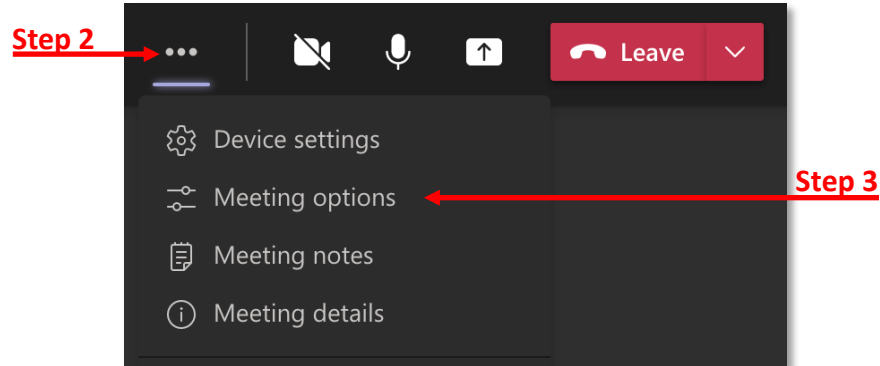 Step 2
Leave
Device settings
Meeting options
Step 3
Meeting notes
Meeting details